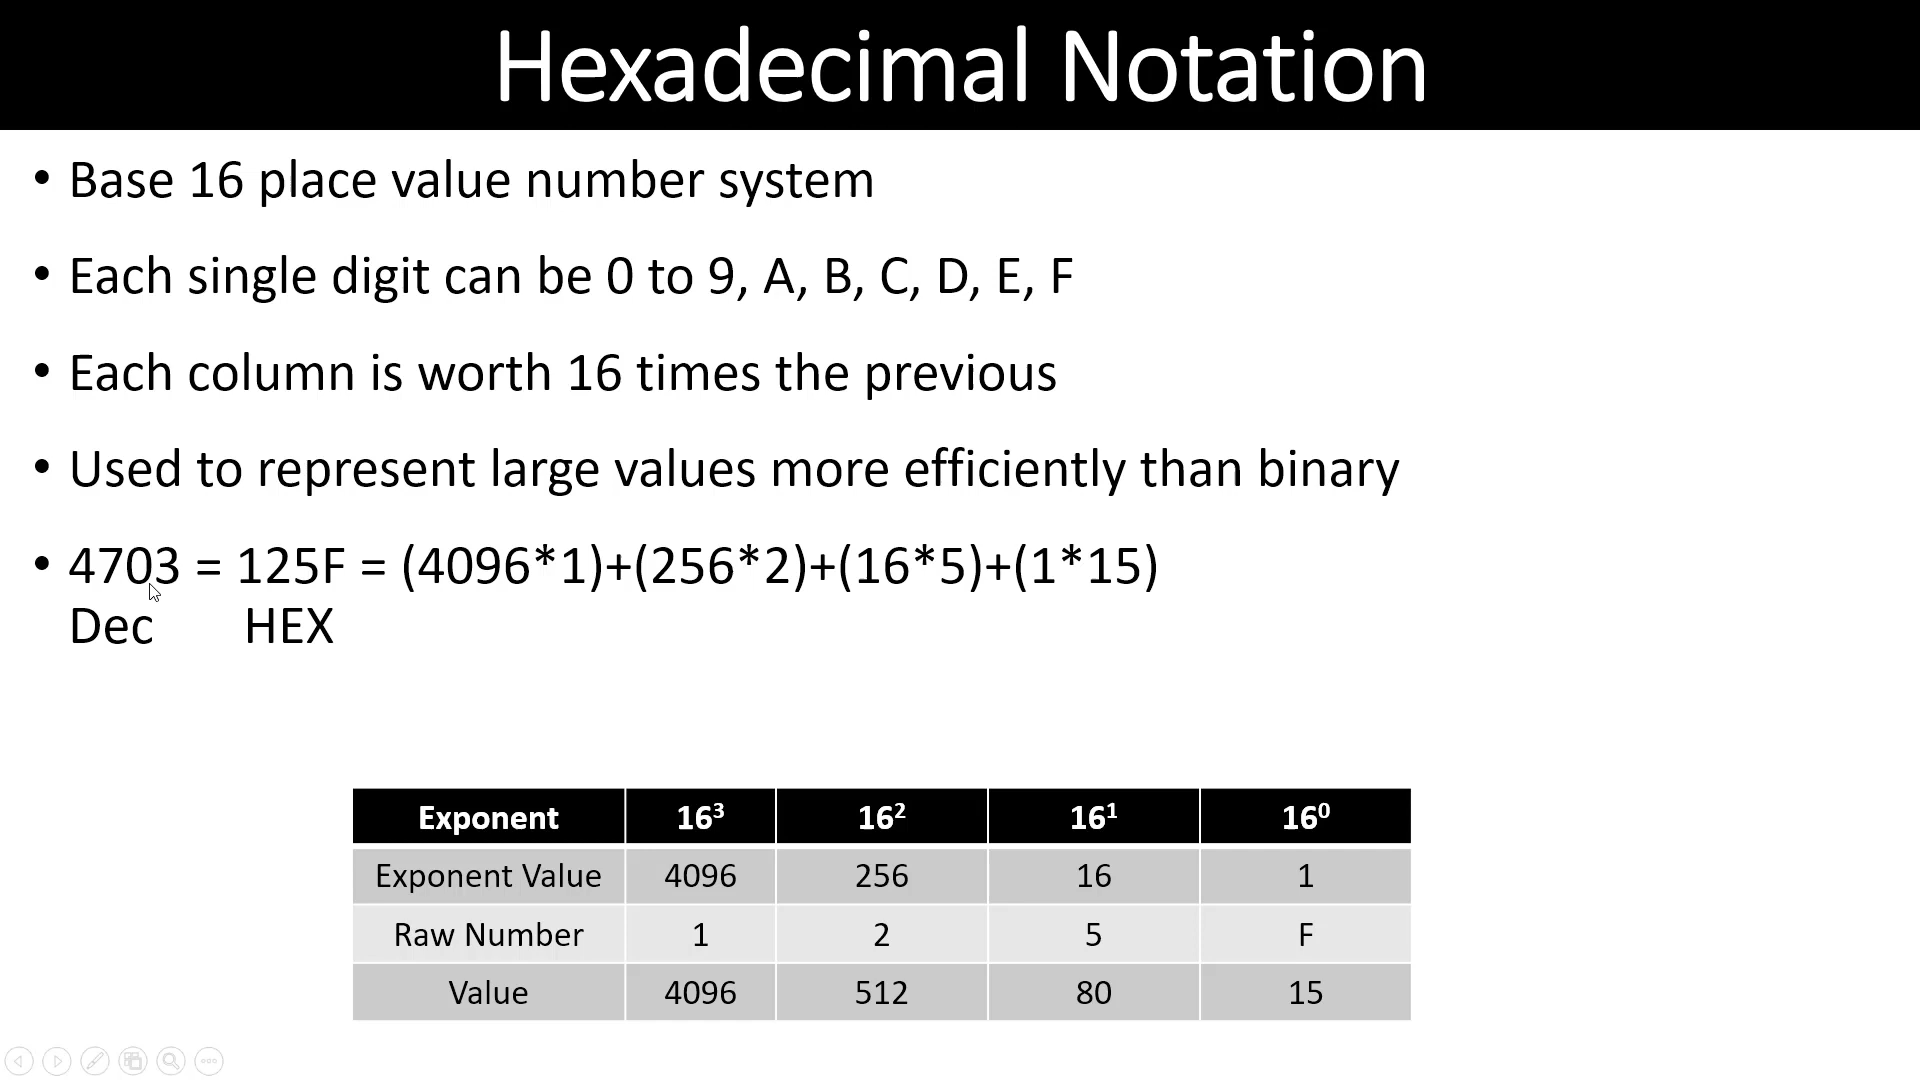 Hexadecimal Notation
• Base 16 place value number system
• Each single digit can be 0 to 9, A, B, C, D, E, F
• Each column is worth 16 times the previous
• Used to represent large values more efficiently than binary
• 4703 = 125F = (4096*1)+(256*2)+(16*5)+(1*15)
Dec HEX
Exponent 16³ 16² 16¹ 16⁰
Exponent Value 4096 256 16 1
Raw Number 1 2 5 F
Value 4096 512 80 15